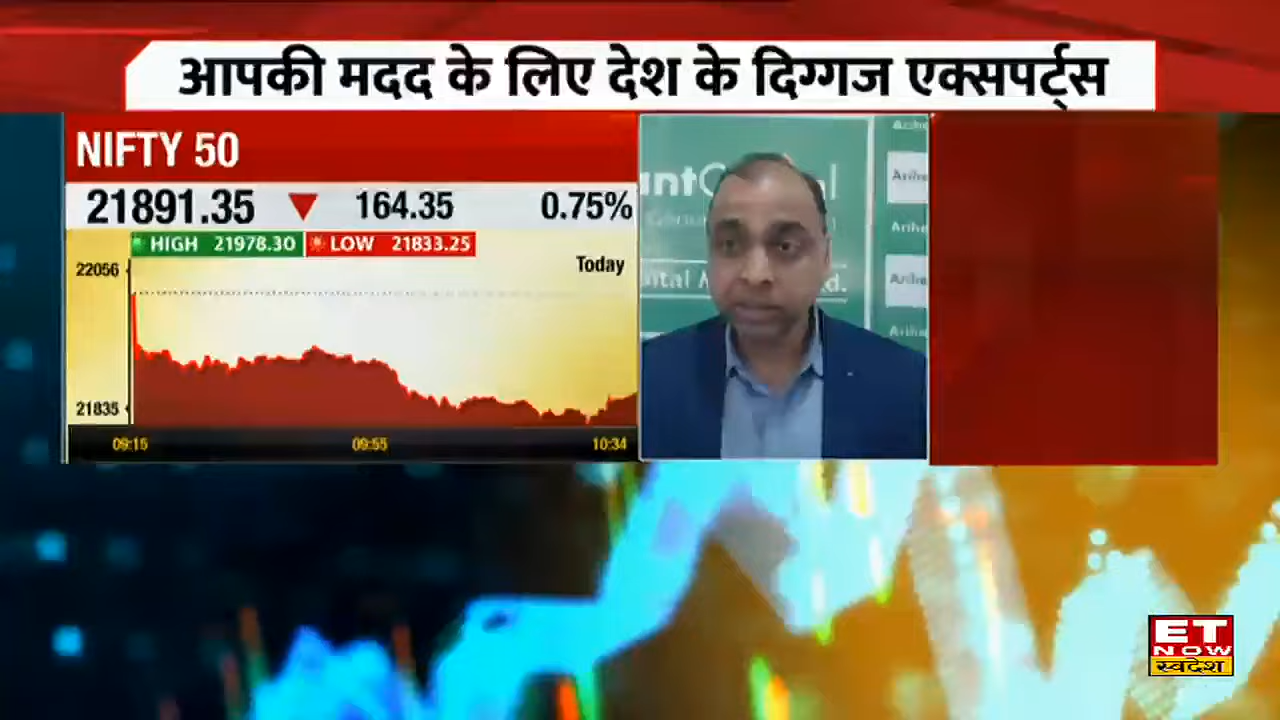 आपकी मदद के लिए देश के दिग्गज एक्सपर्ट्स
NIFTY 50
21891.35 164.35 0.75%
HIGH 21978.30 LOW 21833.25
Today
22056
21835
09:15 09:55 10:34
ET
NOW
स्वदेश